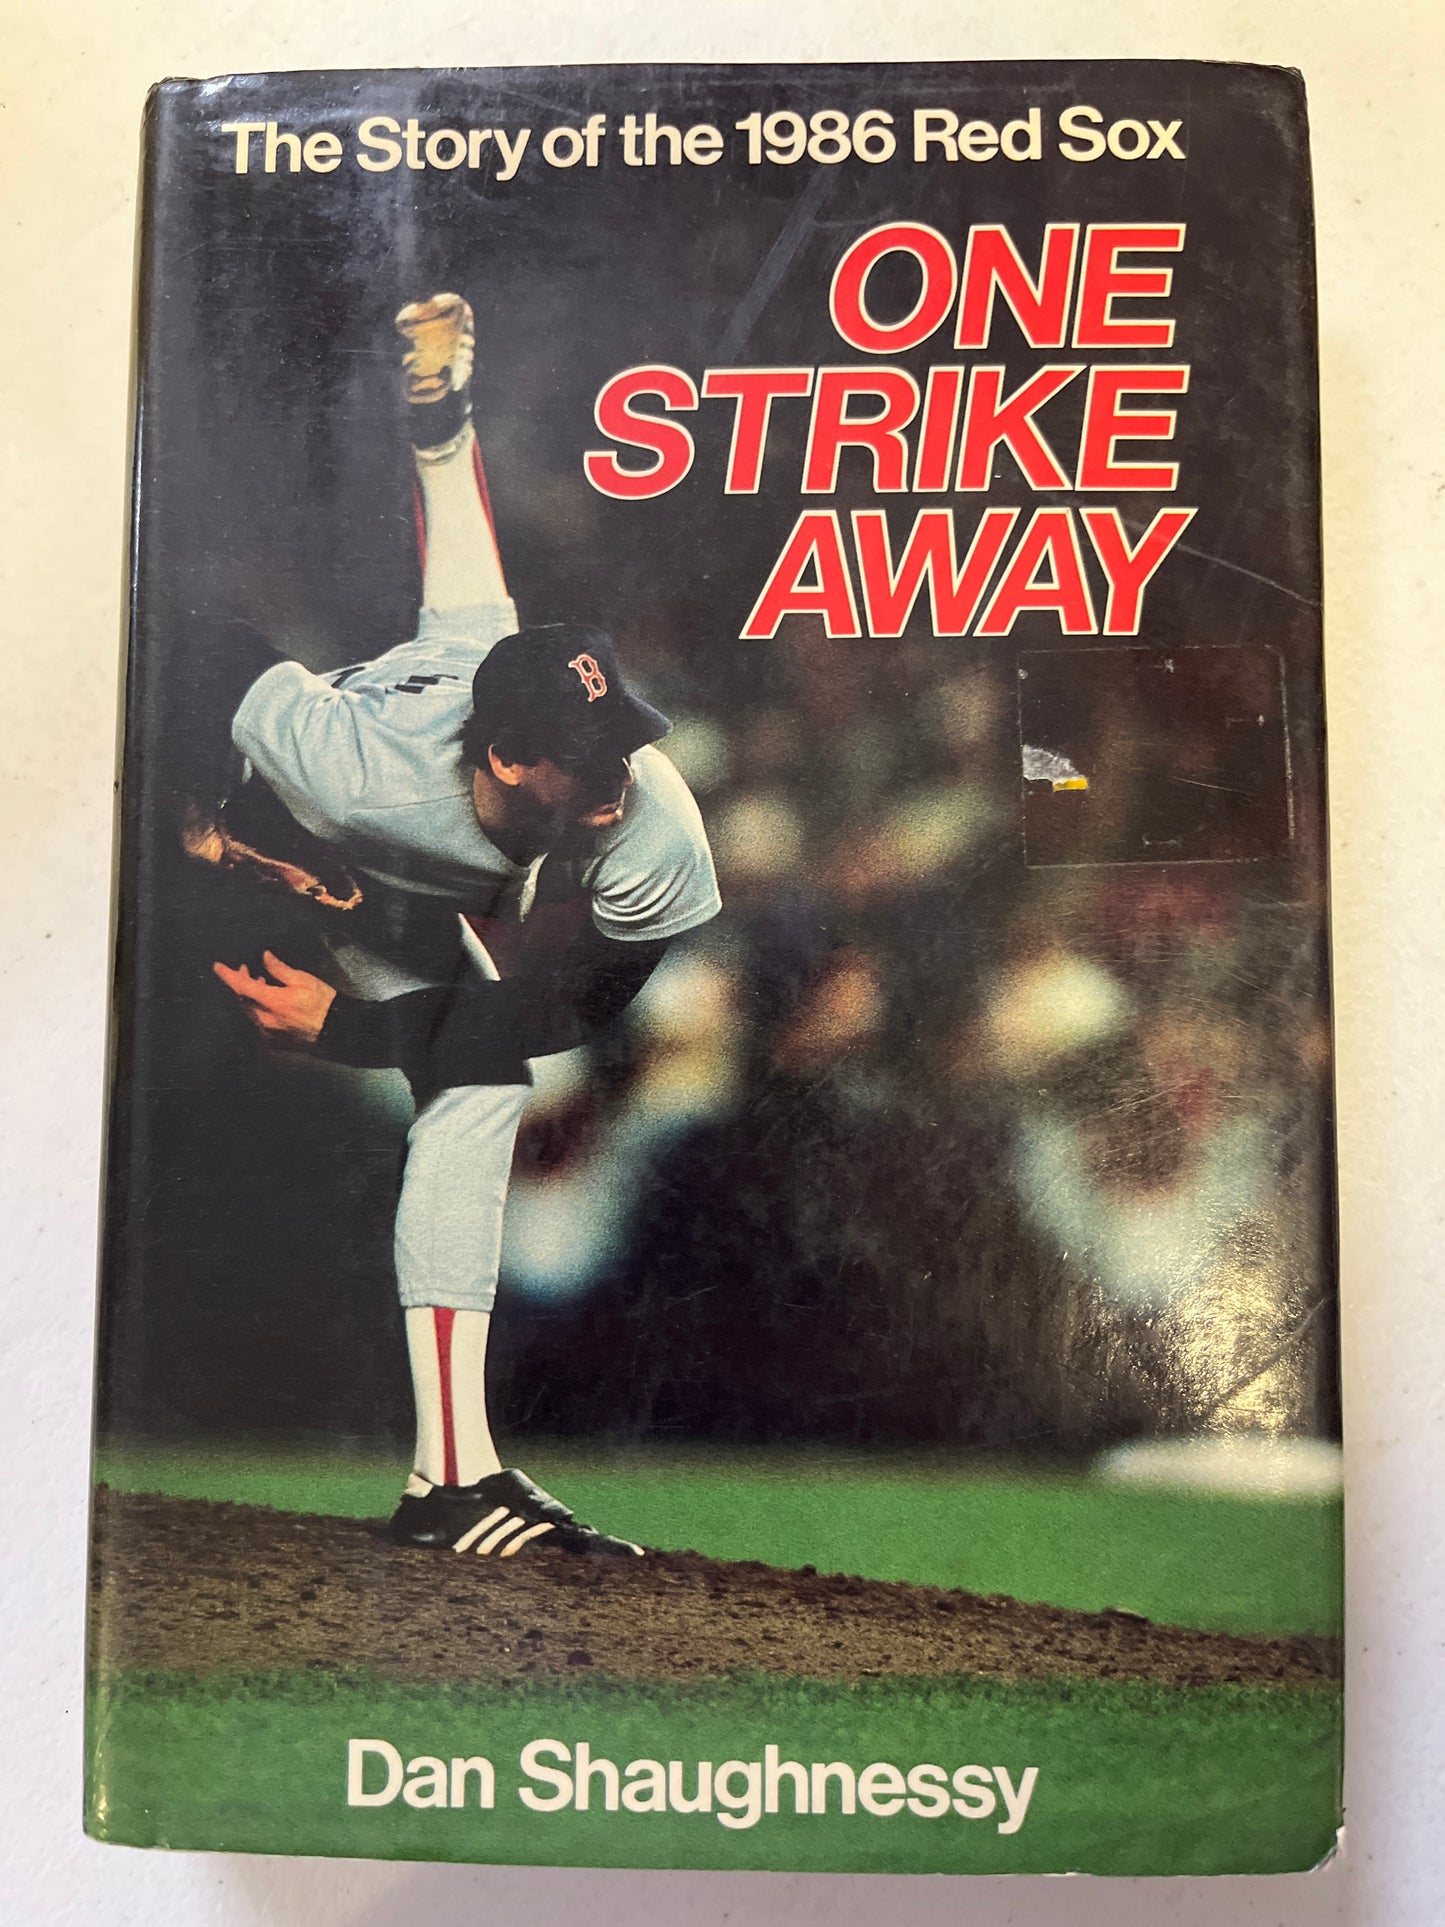 The Story of the 1986 Red Sox
ONE
STRIKE
AWAY
B
Dan Shaughnessy